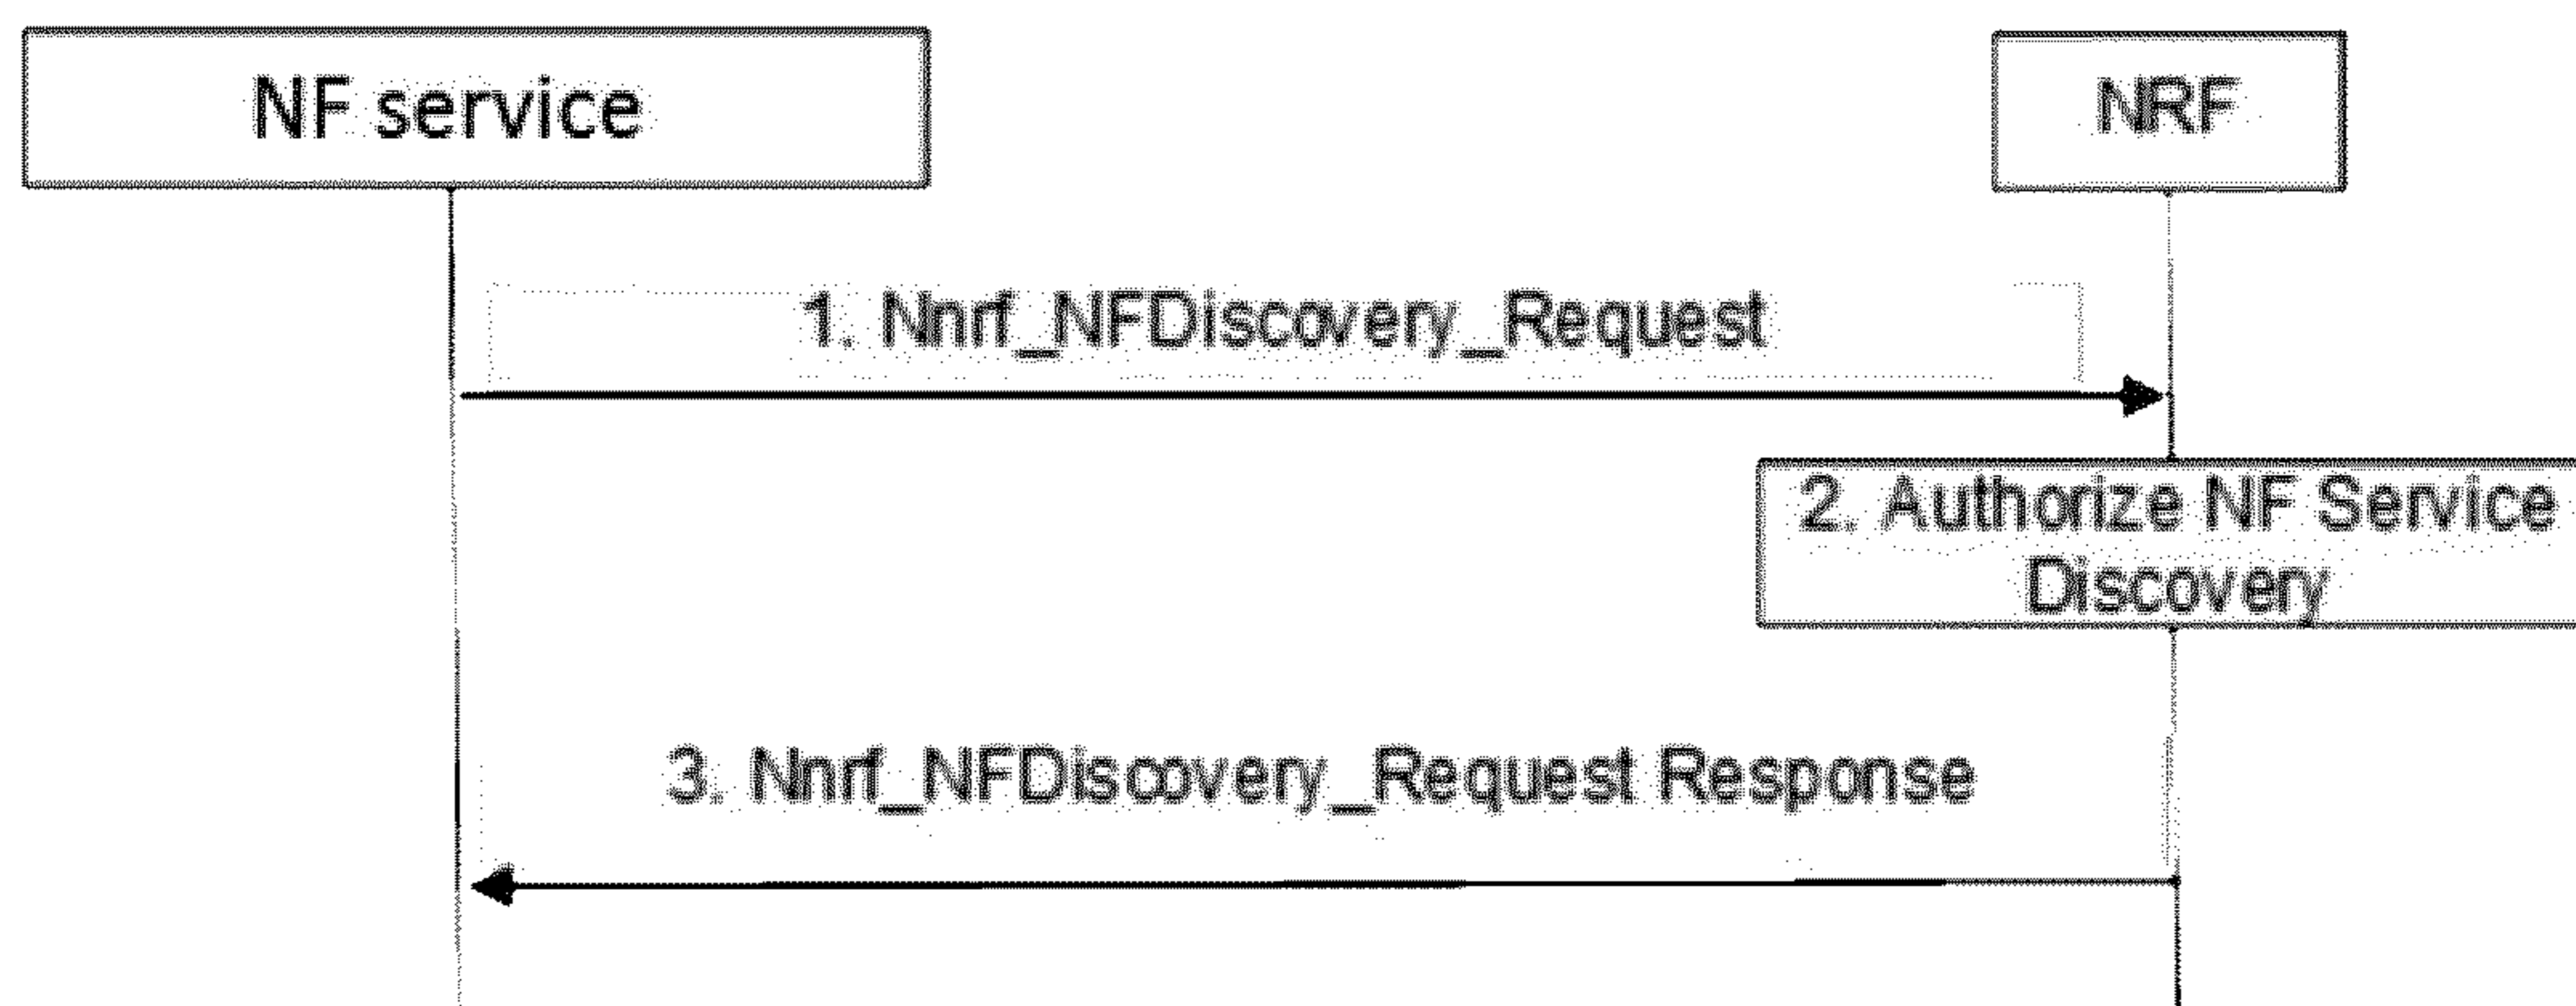 NF service
NRF
1. Nnrf_NFDiscovery_Request
2. Authorize NF Service
Discovery
3. Nnrf_NFDiscovery_Request Response